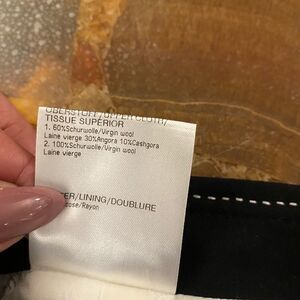 OBERSTOFF/UPPER CLOTH/
TISSUE SUPERIOR
1. 60%Schurwolle/Virgin wool
Laine vierge 30%Angora 10%Cashgora
2. 100%Schurwolle/Virgin wool
Laine vierge
TER/LINING/DOUBLURE
ose/Rayon